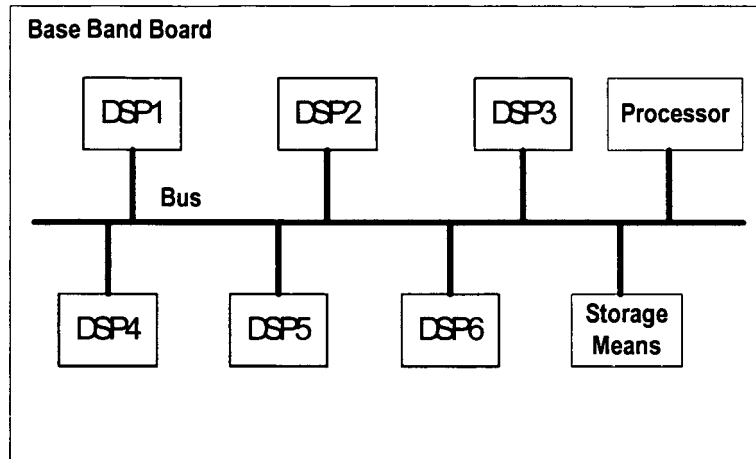 Base Band Board
DSP1
DSP2
DSP3
Processor
Bus
DSP4
DSP5
DSP6
Storage
Means